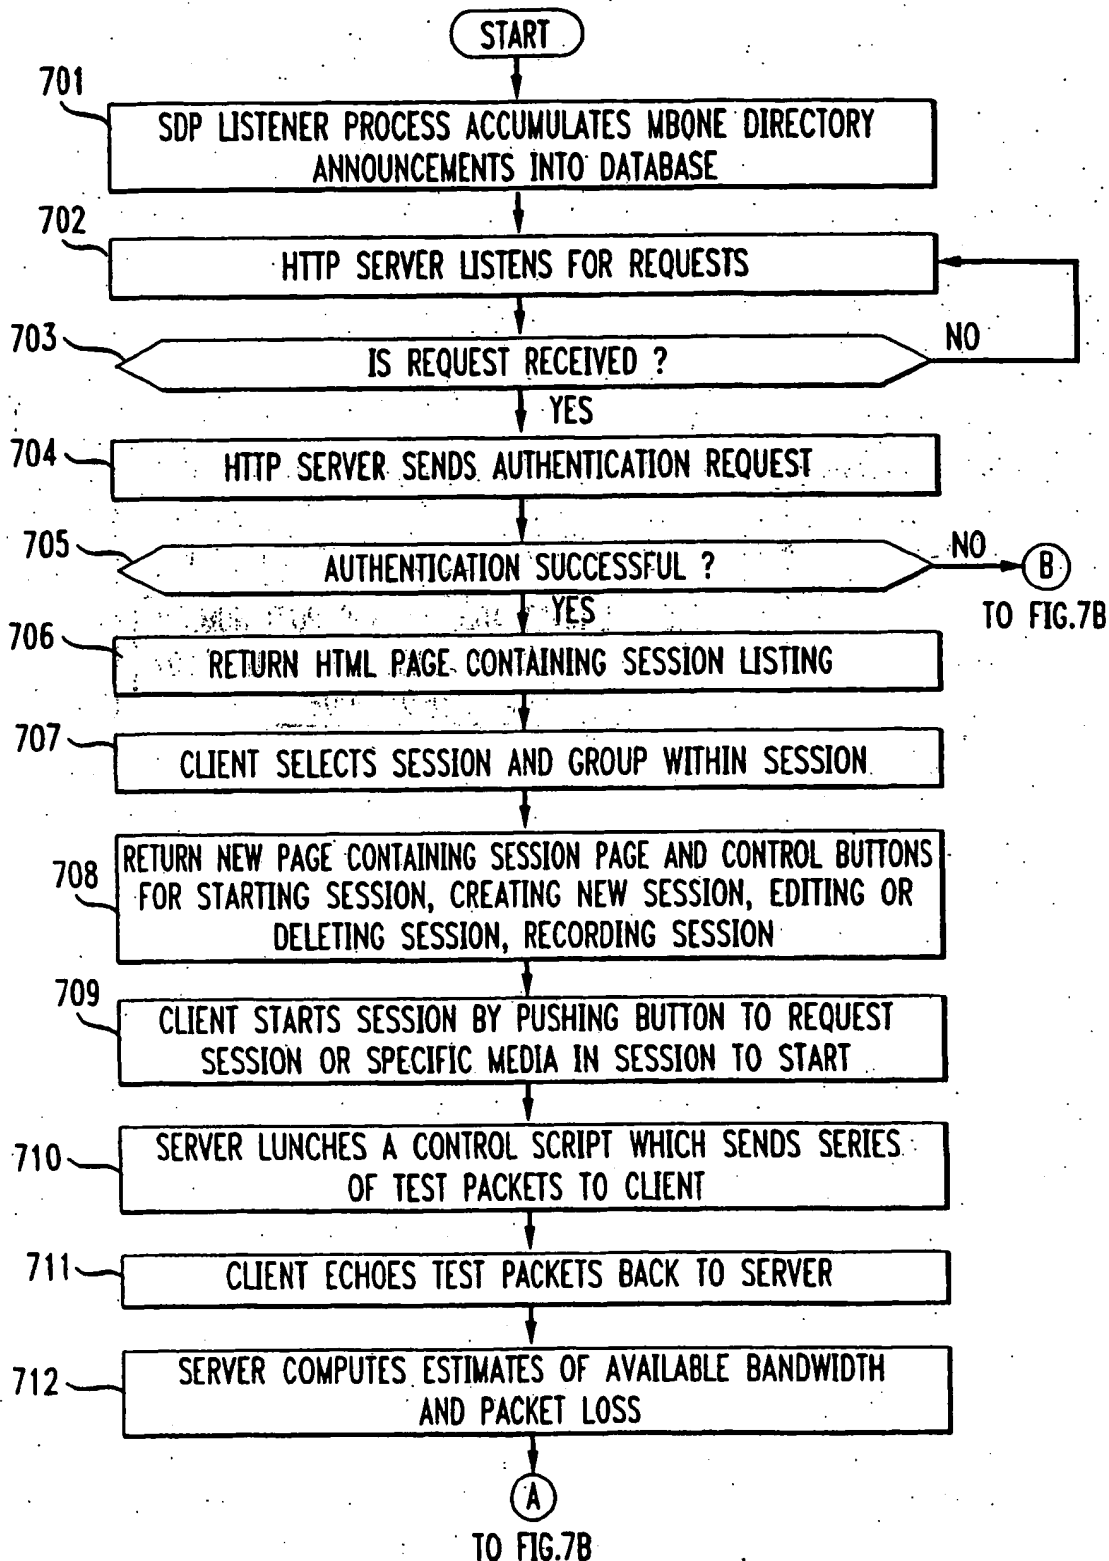 START
701
SDP LISTENER PROCESS ACCUMULATES MBONE DIRECTORY
ANNOUNCEMENTS INTO DATABASE
702
HTTP SERVER LISTENS FOR REQUESTS
703
IS REQUEST RECEIVED ?
NO
YES
704
HTTP SERVER SENDS AUTHENTICATION REQUEST
705
AUTHENTICATION SUCCESSFUL ?
NO
B
TO FIG.7B
YES
706
RETURN HTML PAGE CONTAINING SESSION LISTING
707
CLIENT SELECTS SESSION AND GROUP WITHIN SESSION
708
RETURN NEW PAGE CONTAINING SESSION PAGE AND CONTROL BUTTONS
FOR STARTING SESSION, CREATING NEW SESSION, EDITING OR
DELETING SESSION, RECORDING SESSION
709
CLIENT STARTS SESSION BY PUSHING BUTTON TO REQUEST
SESSION OR SPECIFIC MEDIA IN SESSION TO START
710
SERVER LUNCHES A CONTROL SCRIPT WHICH SENDS SERIES
OF TEST PACKETS TO CLIENT
711
CLIENT ECHOES TEST PACKETS BACK TO SERVER
712
SERVER COMPUTES ESTIMATES OF AVAILABLE BANDWIDTH
AND PACKET LOSS
A
TO FIG.7B